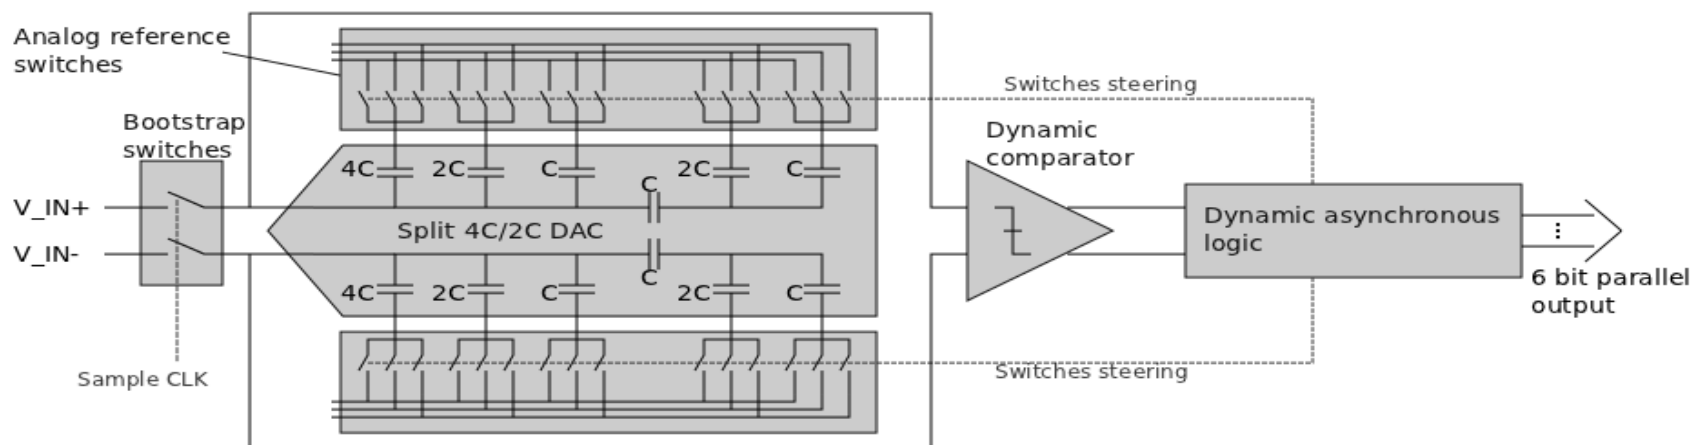 Analog reference
switches
Switches steering
Bootstrap
switches
Dynamic
comparator
4C
2C
C
C
2C
C
V_IN+
Split 4C/2C DAC
Dynamic asynchronous
logic
V_IN-
C
4C
2C
C
2C
C
6 bit parallel
output
Sample CLK
Switches steering